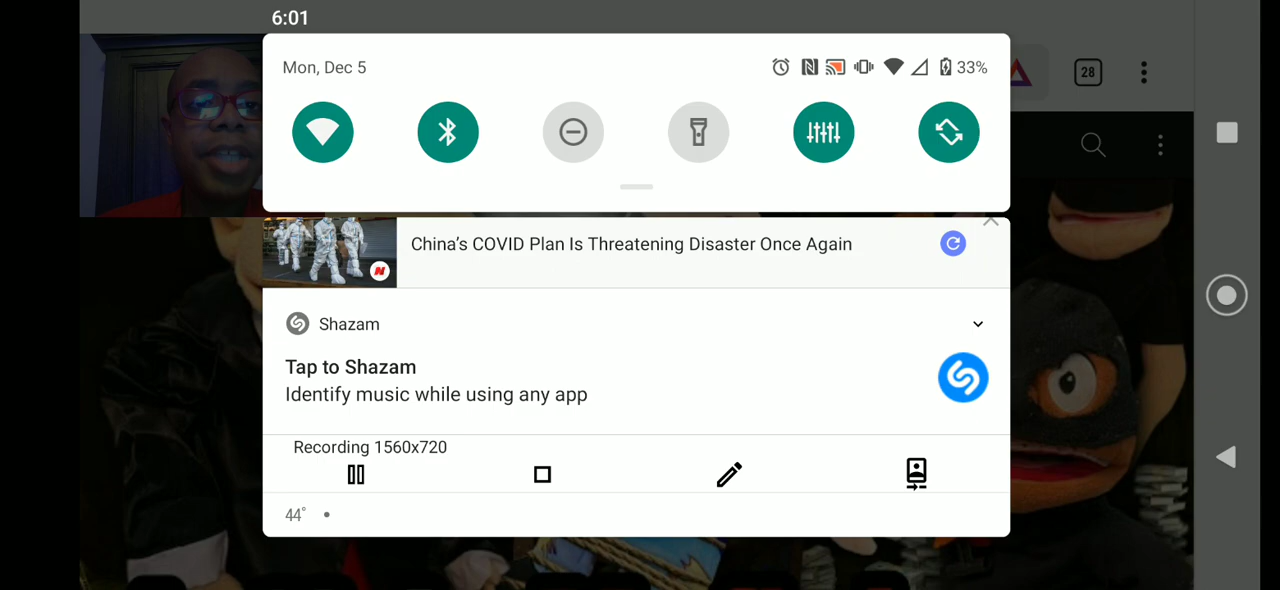 6:01
Mon, Dec 5
33%
28
China's COVID Plan Is Threatening Disaster Once Again
Shazam
Tap to Shazam
Identify music while using any app
Recording 1560x720
44°